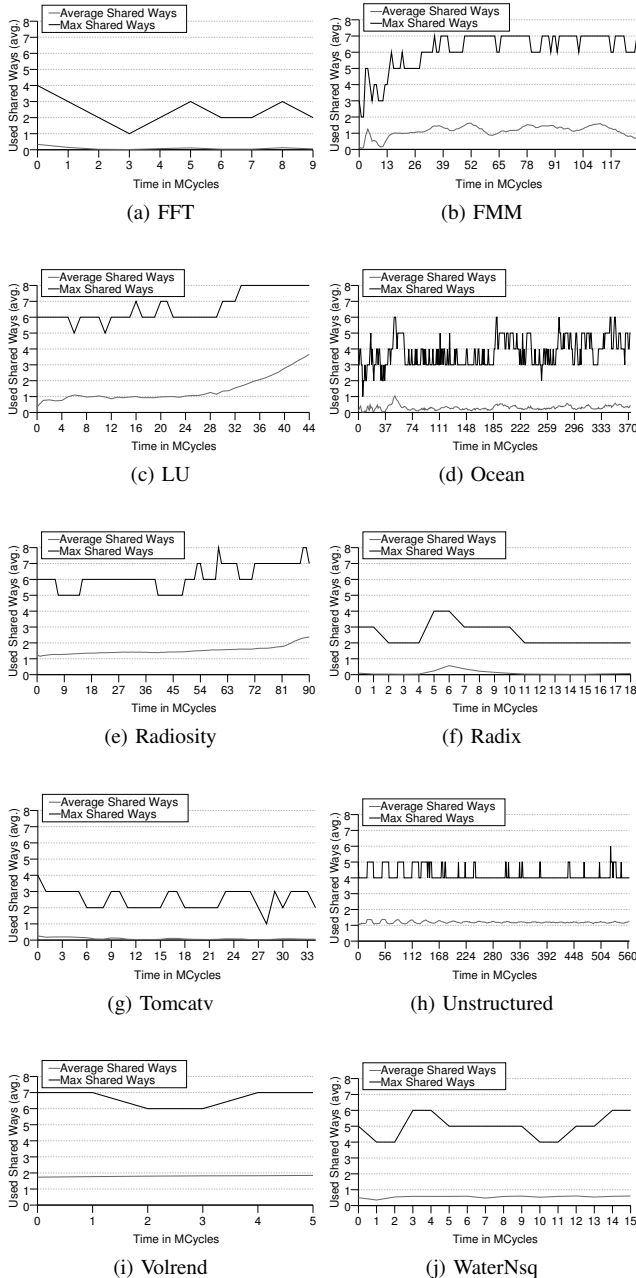 Average Shared Ways
Max Shared Ways
Used Shared Ways (avg.)
8
7
6
5
4
3
2
1
0
0 1 2 3 4 5 6 7 8 9
Time in MCycles
(a) FFT
Average Shared Ways
Max Shared Ways
Used Shared Ways (avg.)
8
7
6
5
4
3
2
1
0
0 13 26 39 52 65 78 91 104 117
Time in MCycles
(b) FMM
Average Shared Ways
Max Shared Ways
Used Shared Ways (avg.)
8
7
6
5
4
3
2
1
0
0 4 8 12 16 20 24 28 32 36 40 44
Time in MCycles
(c) LU
Average Shared Ways
Max Shared Ways
Used Shared Ways (avg.)
8
7
6
5
4
3
2
1
0
0 37 74 111 148 185 222 259 296 333 370
Time in MCycles
(d) Ocean
Average Shared Ways
Max Shared Ways
Used Shared Ways (avg.)
8
7
6
5
4
3
2
1
0
0 9 18 27 36 45 54 63 72 81 90
Time in MCycles
(e) Radiosity
Average Shared Ways
Max Shared Ways
Used Shared Ways (avg.)
8
7
6
5
4
3
2
1
0
0 1 2 3 4 5 6 7 8 9 10 11 12 13 14 15 16 17 18
Time in MCycles
(f) Radix
Average Shared Ways
Max Shared Ways
Used Shared Ways (avg.)
8
7
6
5
4
3
2
1
0
0 3 6 9 12 15 18 21 24 27 30 33
Time in MCycles
(g) Tomcatv
Average Shared Ways
Max Shared Ways
Used Shared Ways (avg.)
8
7
6
5
4
3
2
1
0
0 56 112 168 224 280 336 392 448 504 560
Time in MCycles
(h) Unstructured
Average Shared Ways
Max Shared Ways
Used Shared Ways (avg.)
8
7
6
5
4
3
2
1
0
0 1 2 3 4 5
Time in MCycles
(i) Volrend
Average Shared Ways
Max Shared Ways
Used Shared Ways (avg.)
8
7
6
5
4
3
2
1
0
0 1 2 3 4 5 6 7 8 9 10 11 12 13 14 15
Time in MCycles
(j) WaterNsq